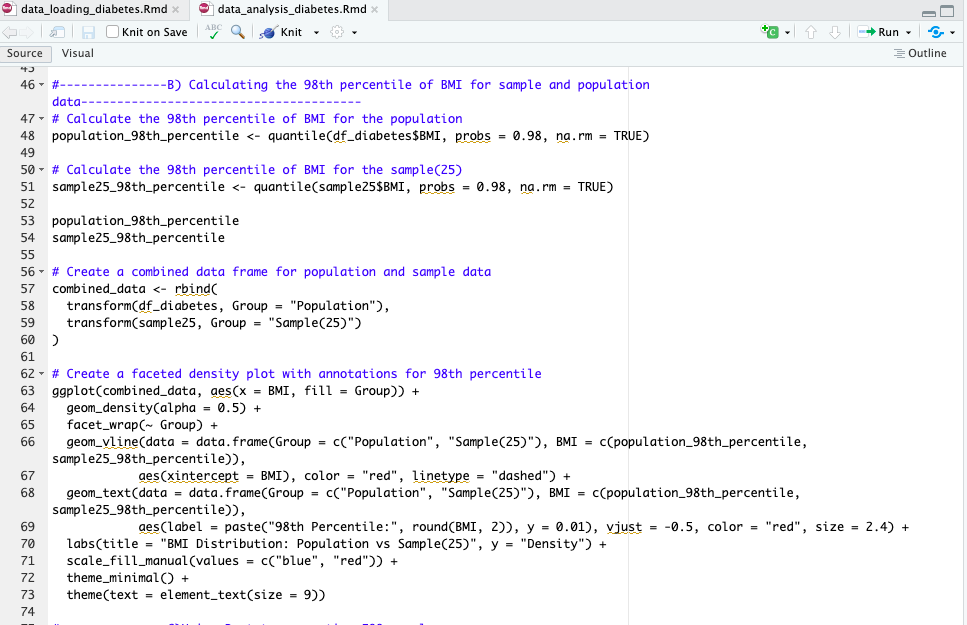 data_loading_diabetes.Rmd
data_analysis_diabetes.Rmd
Knit on Save
ABC
Knit
Run
Source
Visual
Outline
45
46 #---------------B) Calculating the 98th percentile of BMI for sample and population
data---------------------------------------
47 # Calculate the 98th percentile of BMI for the population
48 population_98th_percentile <- quantile(df_diabetes$BMI, probs = 0.98, na.rm = TRUE)
49
50 # Calculate the 98th percentile of BMI for the sample(25)
51 sample25_98th_percentile <- quantile(sample25$BMI, probs = 0.98, na.rm = TRUE)
52
53 population_98th_percentile
54 sample25_98th_percentile
55
56 # Create a combined data frame for population and sample data
57 combined_data <- rbind(
58 transform(df_diabetes, Group = "Population"),
59 transform(sample25, Group = "Sample(25)")
60 )
61
62 # Create a faceted density plot with annotations for 98th percentile
63 ggplot(combined_data, aes(x = BMI, fill = Group)) +
64 geom_density(alpha = 0.5) +
65 facet_wrap(~ Group) +
66 geom_vline(data = data.frame(Group = c("Population", "Sample(25)"), BMI = c(population_98th_percentile,
sample25_98th_percentile)),
67 aes(xintercept = BMI), color = "red", linetype = "dashed") +
68 geom_text(data = data.frame(Group = c("Population", "Sample(25)"), BMI = c(population_98th_percentile,
sample25_98th_percentile)),
69 aes(label = paste("98th Percentile:", round(BMI, 2)), y = 0.01), vjust = -0.5, color = "red", size = 2.4) +
70 labs(title = "BMI Distribution: Population vs Sample(25)", y = "Density") +
71 scale_fill_manual(values = c("blue", "red")) +
72 theme_minimal() +
73 theme(text = element_text(size = 9))
74